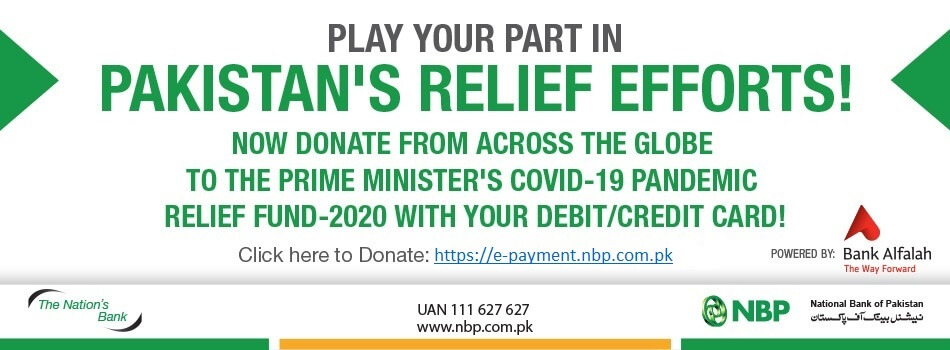 PLAY YOUR PART IN
PAKISTAN'S RELIEF EFFORTS!
NOW DONATE FROM ACROSS THE GLOBE
TO THE PRIME MINISTER'S COVID-19 PANDEMIC
RELIEF FUND-2020 WITH YOUR DEBIT/CREDIT CARD!
Click here to Donate: https://e-payment.nbp.com.pk
POWERED BY: Bank Alfalah
The Way Forward
The Nation's
Bank
UAN 111 627 627
www.nbp.com.pk
NBP
National Bank of Pakistan
نیشنل بینک آف پاکستان